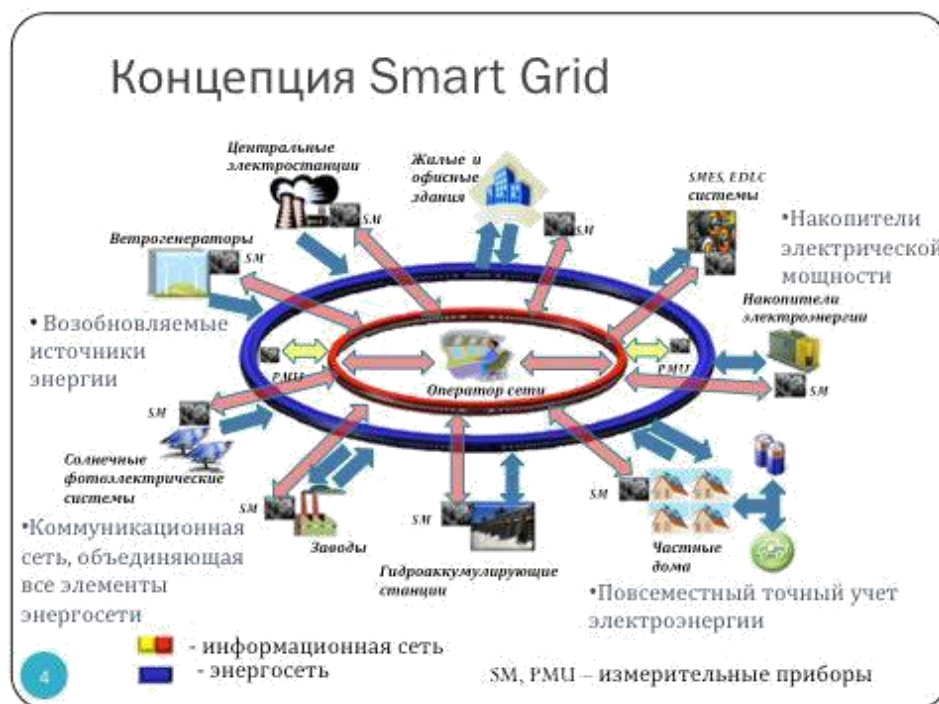 Концепция Smart Grid
Центральные
электростанции
SM
Жилые и
офисные
здания
SM
SMES, EDLC
системы
•Накопители
электрической
мощности
Ветрогенераторы
SM
Накопители
электроэнергии
SM
• Возобновляемые
источники
энергии
PMU
Оператор сети
PMU
SM
Солнечные
фотоэлектрические
системы
SM
Заводы
SM
Гидроаккумулирующие
станции
SM
Частные
дома
•Коммуникационная
сеть, объединяющая
все элементы
энергосети
•Повсеместный точный учет
электроэнергии
- информационная сеть
- энергосеть
SM, PMU – измерительные приборы
4